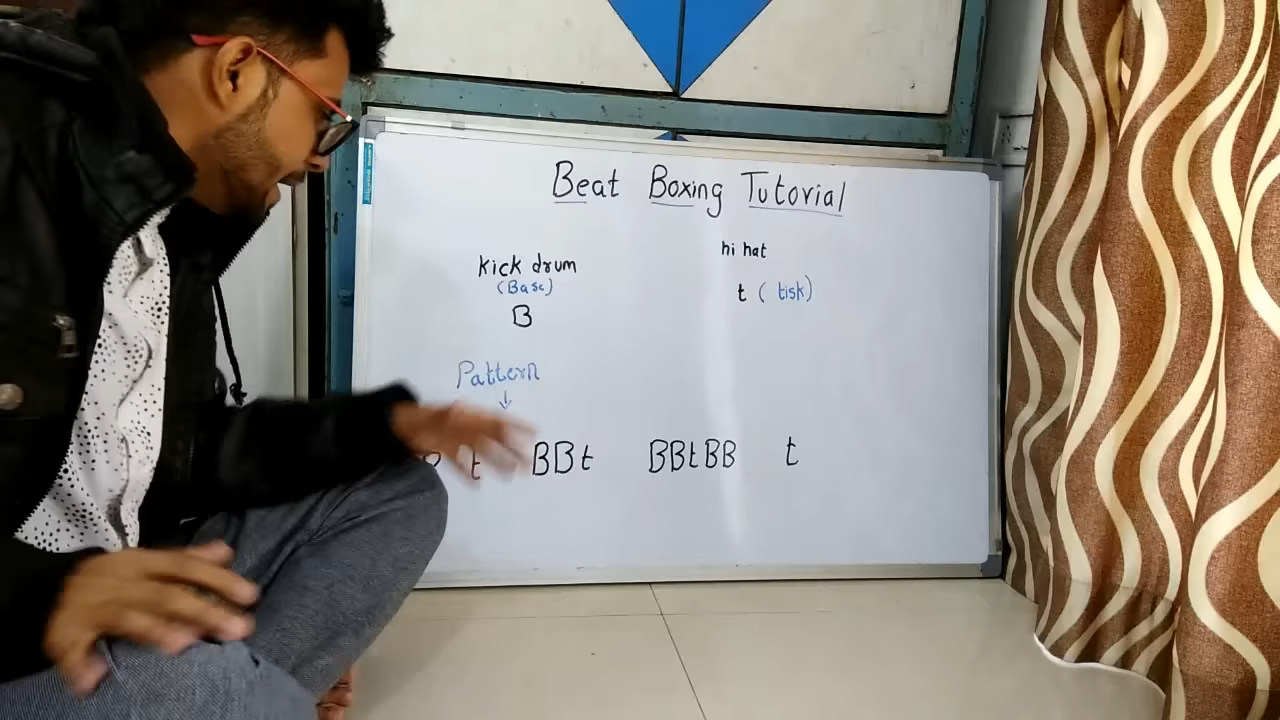 Beat Boxing Tutorial
hi hat
kick drum
(Base)
t ( tisk)
B
Pattern
t BBt BBtBB t